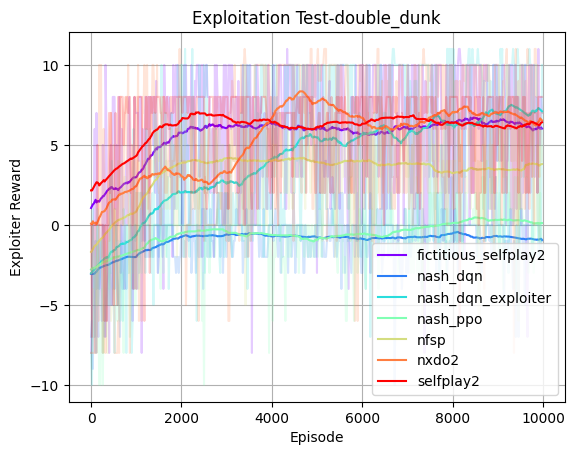 Exploitation Test-double_dunk
Exploiter Reward
10
5
0
−5
−10
fictitious_selfplay2
nash_dqn
nash_dqn_exploiter
nash_ppo
nfsp
nxdo2
selfplay2
0
2000
4000
6000
8000
10000
Episode